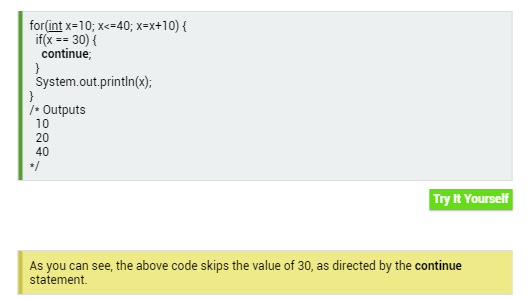 for(int x=10; x<=40; x=x+10) {
if(x == 30) {
continue;
}
System.out.println(x);
}
/* Outputs
10
20
40
*/
Try It Yourself
As you can see, the above code skips the value of 30, as directed by the continue
statement.